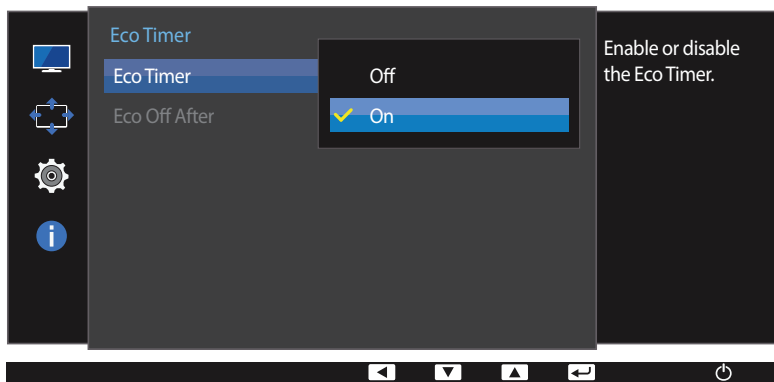 Eco Timer
Eco Timer
Eco Off After
Off
On
Enable or disable
the Eco Timer.